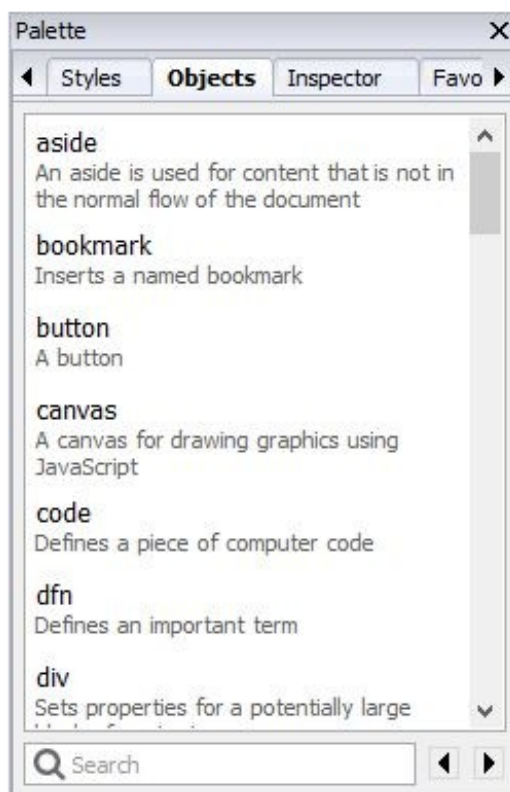 Palette
Styles Objects Inspector Favo
aside
An aside is used for content that is not in
the normal flow of the document
bookmark
Inserts a named bookmark
button
A button
canvas
A canvas for drawing graphics using
JavaScript
code
Defines a piece of computer code
dfn
Defines an important term
div
Sets properties for a potentially large
Search